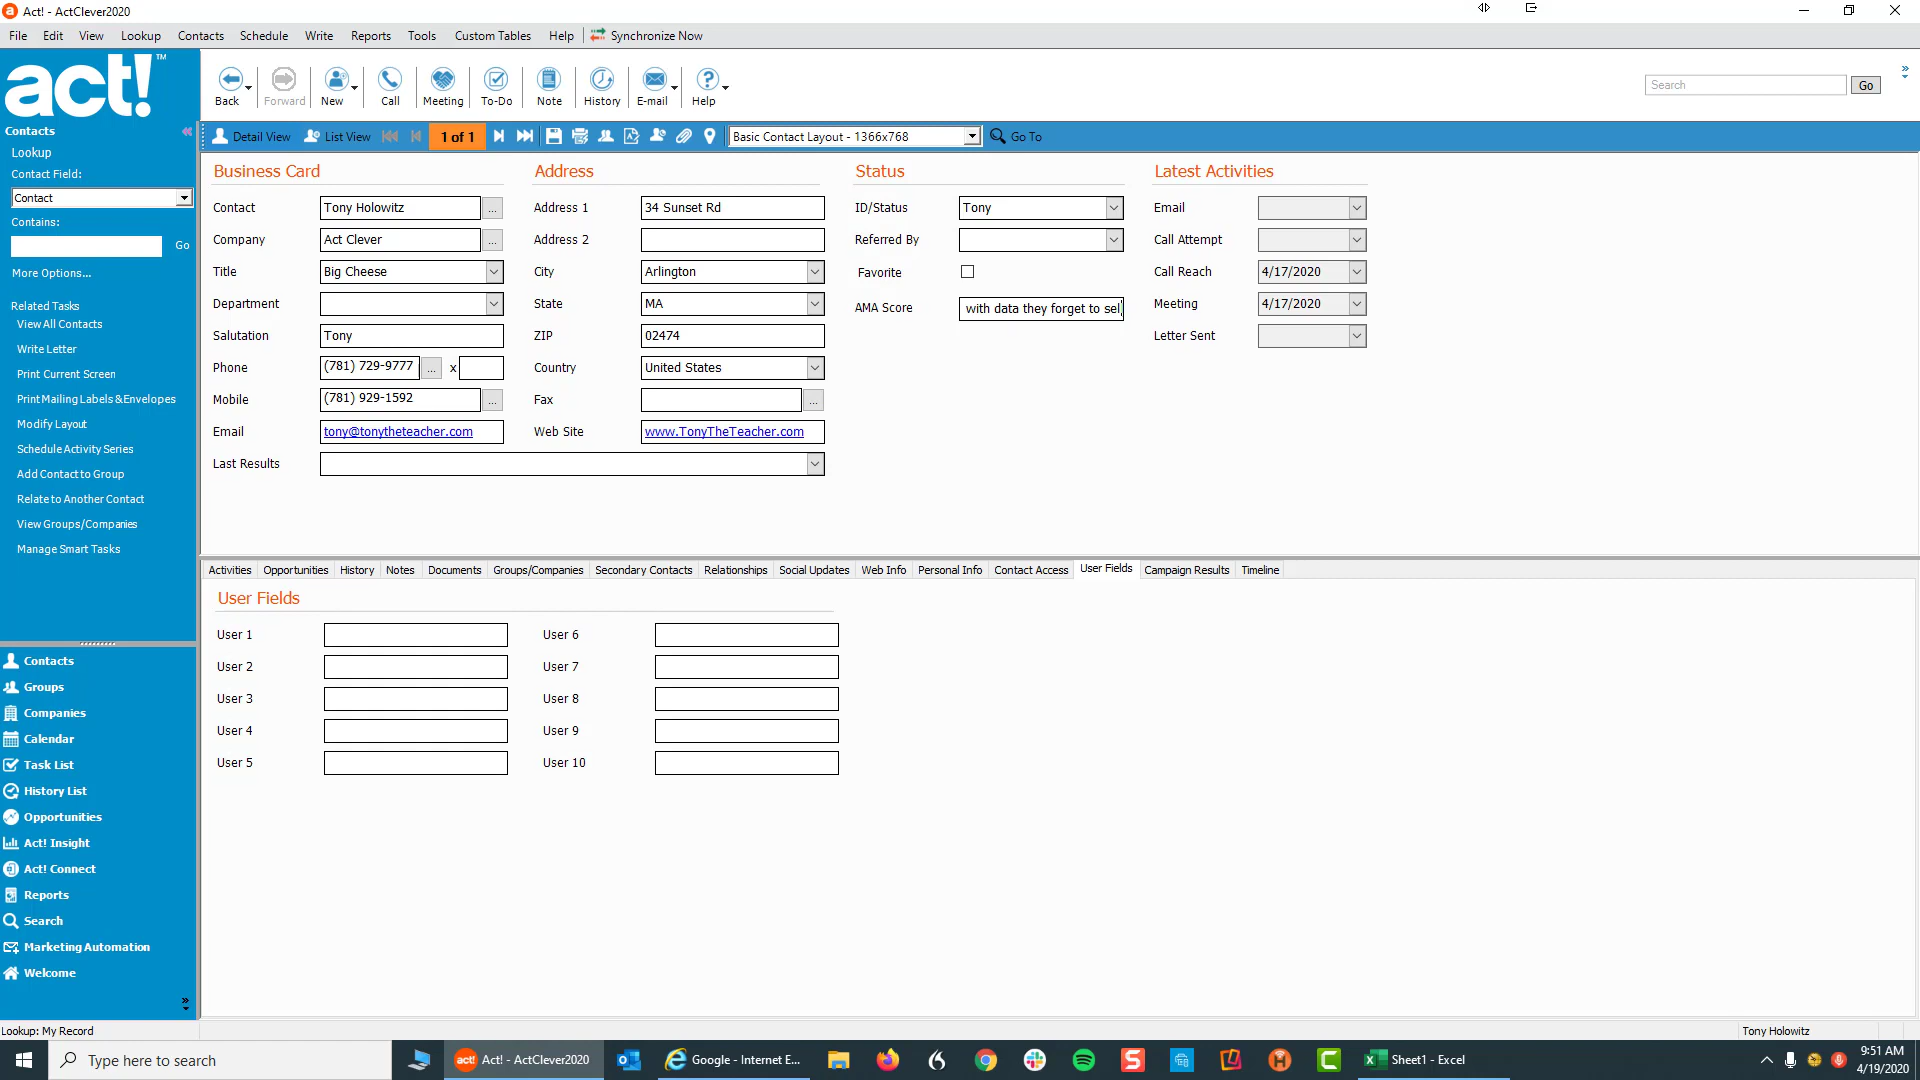 Act! - ActClever2020
File Edit View Lookup Contacts Schedule Write Reports Tools Custom Tables Help Synchronize Now
act!™
Back Forward New Call Meeting To-Do Note History E-mail Help
Search Go
Contacts
Detail View List View 1 of 1 Basic Contact Layout - 1366x768 Go To
Lookup
Contact Field:
Contact
Contains:
Go
More Options...
Related Tasks
View All Contacts
Write Letter
Print Current Screen
Print Mailing Labels & Envelopes
Modify Layout
Schedule Activity Series
Add Contact to Group
Relate to Another Contact
View Groups/Companies
Manage Smart Tasks
Contacts
Groups
Companies
Calendar
Task List
History List
Opportunities
Act! Insight
Act! Connect
Reports
Search
Marketing Automation
Welcome
Business Card
Contact Tony Holowitz ...
Company Act Clever ...
Title Big Cheese
Department
Salutation Tony
Phone (781) 729-9777 ... x
Mobile (781) 929-1592 ...
Email tony@tonytheteacher.com
Last Results
Address
Address 1 34 Sunset Rd
Address 2
City Arlington
State MA
ZIP 02474
Country United States
Fax ...
Web Site www.TonyTheTeacher.com
Status
ID/Status Tony
Referred By
Favorite
AMA Score with data they forget to sel
Latest Activities
Email
Call Attempt
Call Reach 4/17/2020
Meeting 4/17/2020
Letter Sent
Activities Opportunities History Notes Documents Groups/Companies Secondary Contacts Relationships Social Updates Web Info Personal Info Contact Access User Fields Campaign Results Timeline
User Fields
User 1 User 6
User 2 User 7
User 3 User 8
User 4 User 9
User 5 User 10
Lookup: My Record Tony Holowitz
Type here to search act! Act! - ActClever2020 Google - Internet E... Sheet1 - Excel 9:51 AM
4/19/2020